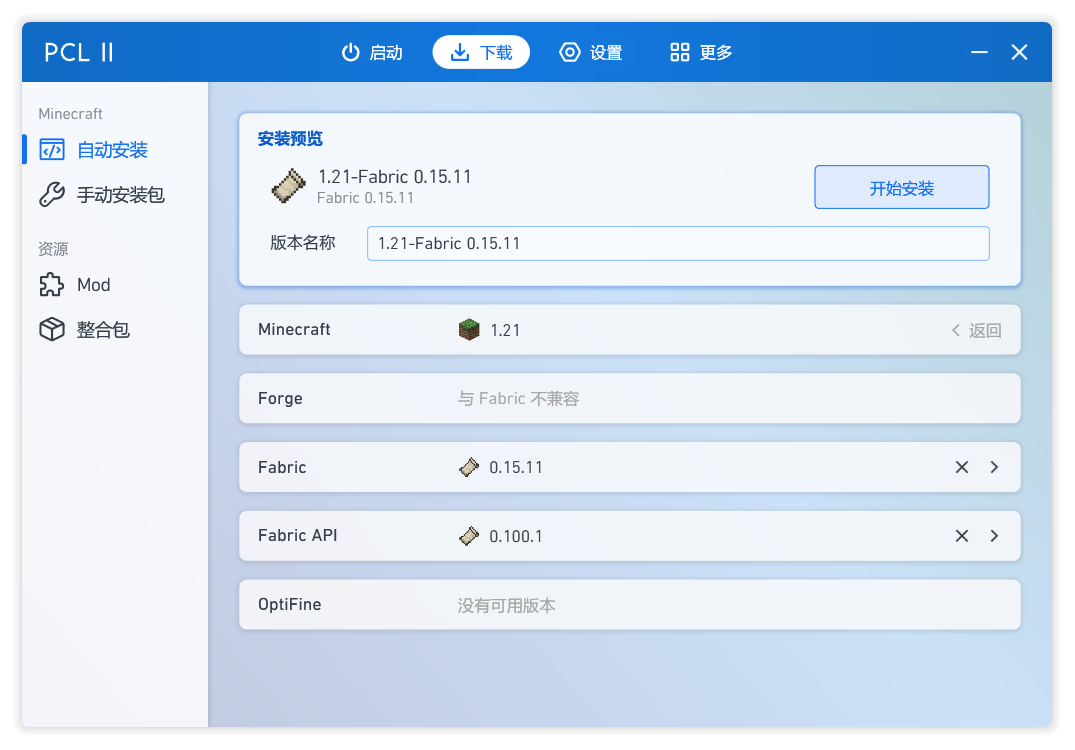 PCL II
启动
下载
设置
更多
Minecraft
自动安装
手动安装包
资源
Mod
整合包
安装预览
1.21-Fabric 0.15.11
Fabric 0.15.11
开始安装
版本名称
1.21-Fabric 0.15.11
Minecraft
1.21
返回
Forge
与 Fabric 不兼容
Fabric
0.15.11
Fabric API
0.100.1
OptiFine
没有可用版本